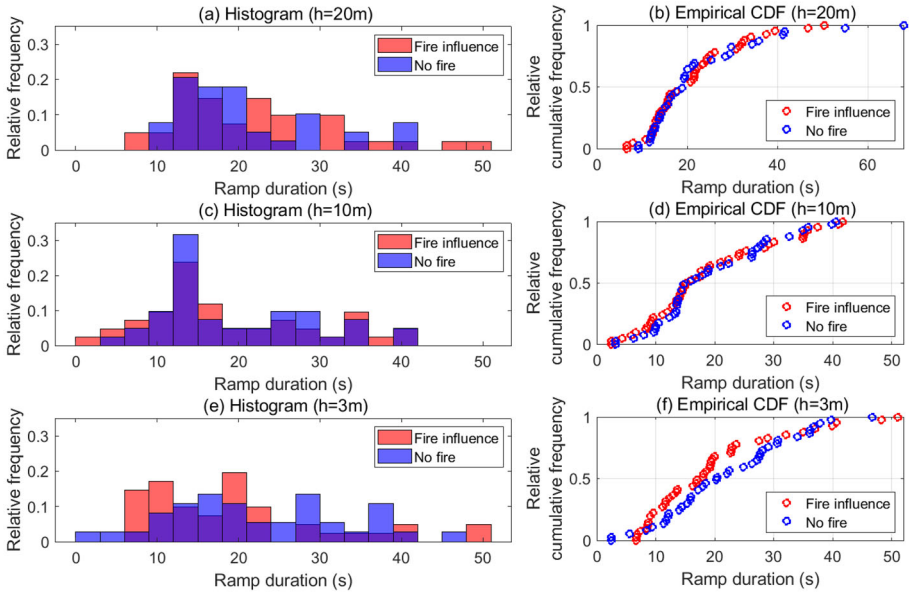 (a) Histogram (h=20m)
Relative frequency
0.3
0.2
0.1
0
Fire influence
No fire
0 10 20 30 40 50
Ramp duration (s)
(b) Empirical CDF (h=20m)
Relative
cumulative frequency
1
0.5
0
Fire influence
No fire
0 20 40 60
Ramp duration (s)
(c) Histogram (h=10m)
Relative frequency
0.3
0.2
0.1
0
Fire influence
No fire
0 10 20 30 40 50
Ramp duration (s)
(d) Empirical CDF (h=10m)
Relative
cumulative frequency
1
0.5
0
Fire influence
No fire
0 10 20 30 40 50
Ramp duration (s)
(e) Histogram (h=3m)
Relative frequency
0.3
0.2
0.1
0
Fire influence
No fire
0 10 20 30 40 50
Ramp duration (s)
(f) Empirical CDF (h=3m)
Relative
cumulative frequency
1
0.5
0
Fire influence
No fire
0 10 20 30 40 50
Ramp duration (s)